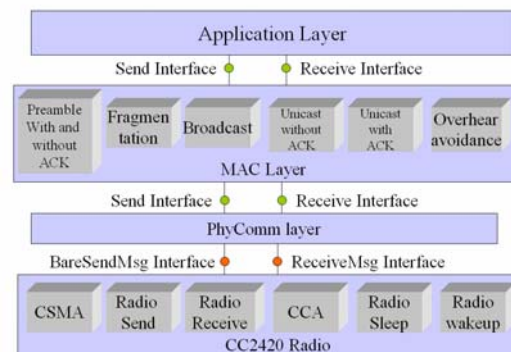 Application Layer
Send Interface Receive Interface
Preamble With and without ACK
Fragmen tation
Broadcast
Unicast without ACK
Unicast with ACK
Overhear avoidance
MAC Layer
Send Interface Receive Interface
PhyComm layer
BareSendMsg Interface ReceiveMsg Interface
CSMA
Radio Send
Radio Receive
CCA
Radio Sleep
Radio wakeup
CC2420 Radio